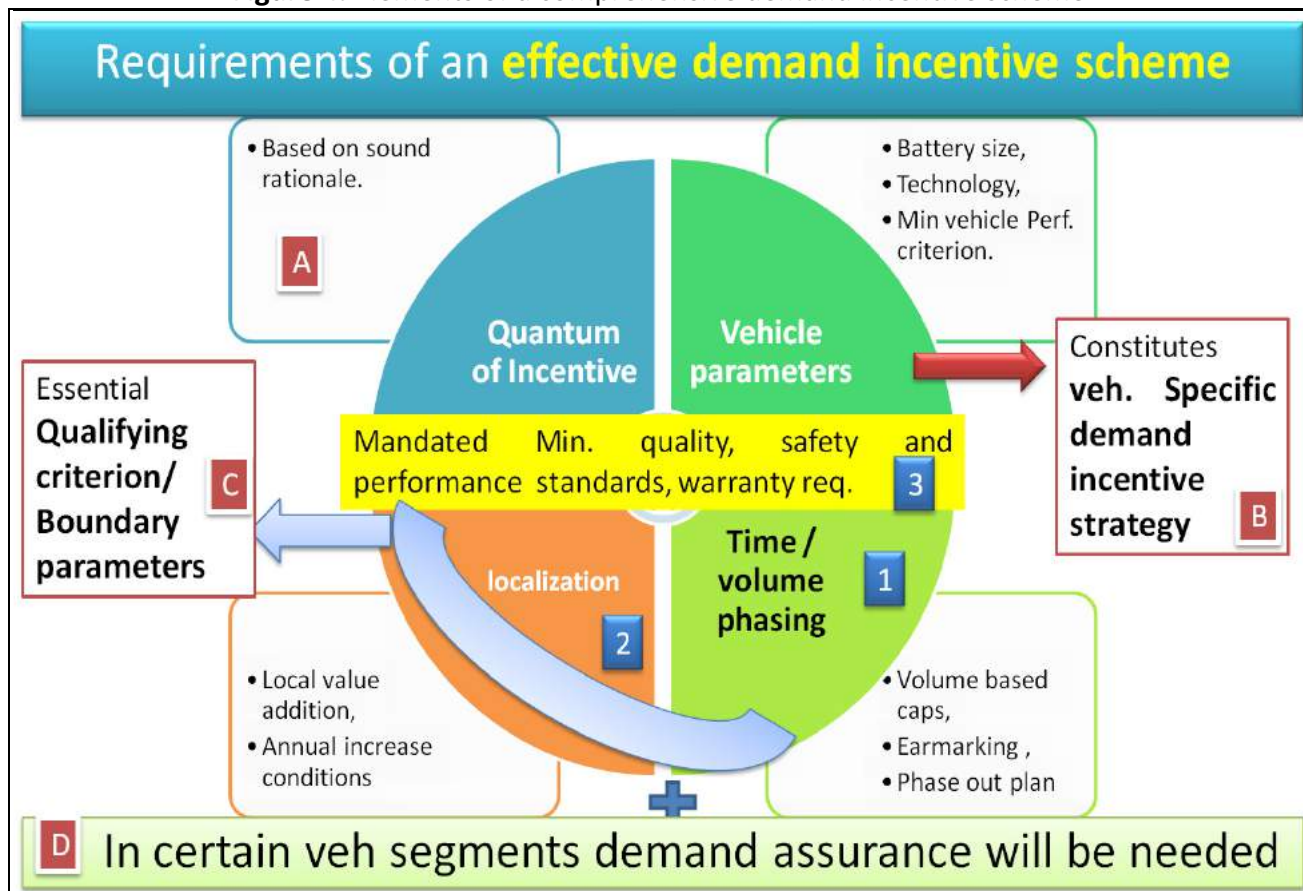 Requirements of an effective demand incentive scheme
• Based on sound
rationale.
A
• Battery size,
• Technology,
• Min vehicle Perf.
criterion.
Quantum
of Incentive
Vehicle
parameters
Constitutes
veh. Specific
demand
incentive
strategy
B
Essential
Qualifying
criterion/
Boundary
parameters
C
Mandated Min. quality, safety and
performance standards, warranty req.
3
localization
2
Time /
volume
phasing
1
• Local value
addition,
• Annual increase
conditions
• Volume based
caps,
• Earmarking ,
• Phase out plan
D
In certain veh segments demand assurance will be needed